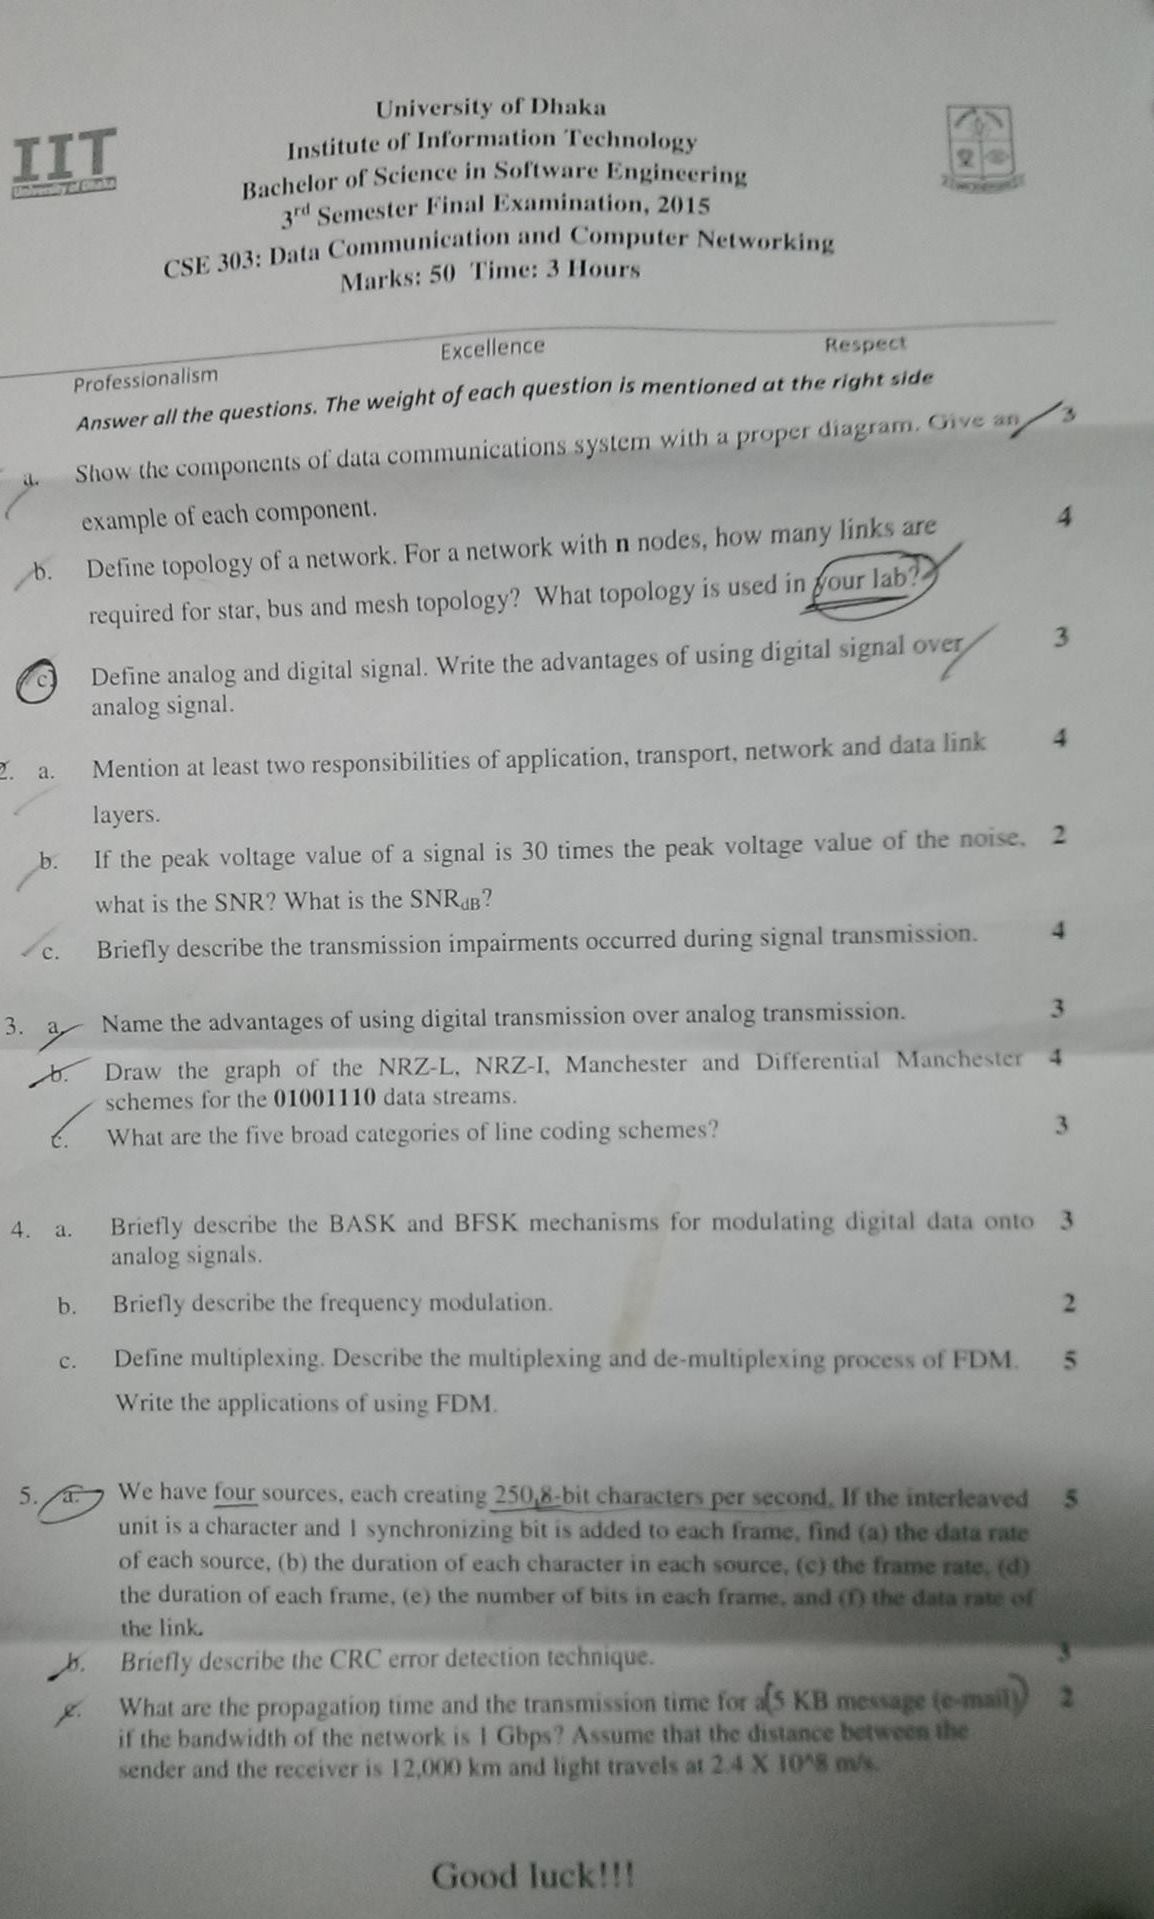 IIT
University of Dhaka
University of Dhaka
Institute of Information Technology
Bachelor of Science in Software Engineering
3rd Semester Final Examination, 2015
CSE 303: Data Communication and Computer Networking
Marks: 50 Time: 3 Hours
Professionalism Excellence Respect
Answer all the questions. The weight of each question is mentioned at the right side
a. Show the components of data communications system with a proper diagram. Give an 3
example of each component.
b. Define topology of a network. For a network with n nodes, how many links are 4
required for star, bus and mesh topology? What topology is used in your lab?
c. Define analog and digital signal. Write the advantages of using digital signal over 3
analog signal.
2. a. Mention at least two responsibilities of application, transport, network and data link 4
layers.
b. If the peak voltage value of a signal is 30 times the peak voltage value of the noise, 2
what is the SNR? What is the SNRdB?
c. Briefly describe the transmission impairments occurred during signal transmission. 4
3. a. Name the advantages of using digital transmission over analog transmission. 3
b. Draw the graph of the NRZ-L, NRZ-I, Manchester and Differential Manchester 4
schemes for the 01001110 data streams.
c. What are the five broad categories of line coding schemes? 3
4. a. Briefly describe the BASK and BFSK mechanisms for modulating digital data onto 3
analog signals.
b. Briefly describe the frequency modulation. 2
c. Define multiplexing. Describe the multiplexing and de-multiplexing process of FDM. 5
Write the applications of using FDM.
5. a. We have four sources, each creating 250,8-bit characters per second. If the interleaved 5
unit is a character and 1 synchronizing bit is added to each frame, find (a) the data rate
of each source, (b) the duration of each character in each source, (c) the frame rate, (d)
the duration of each frame, (e) the number of bits in each frame, and (f) the data rate of
the link.
b. Briefly describe the CRC error detection technique. 3
c. What are the propagation time and the transmission time for a 5 KB message (e-mail) 2
if the bandwidth of the network is 1 Gbps? Assume that the distance between the
sender and the receiver is 12,000 km and light travels at 2.4 X 10^8 m/s.
Good luck!!!